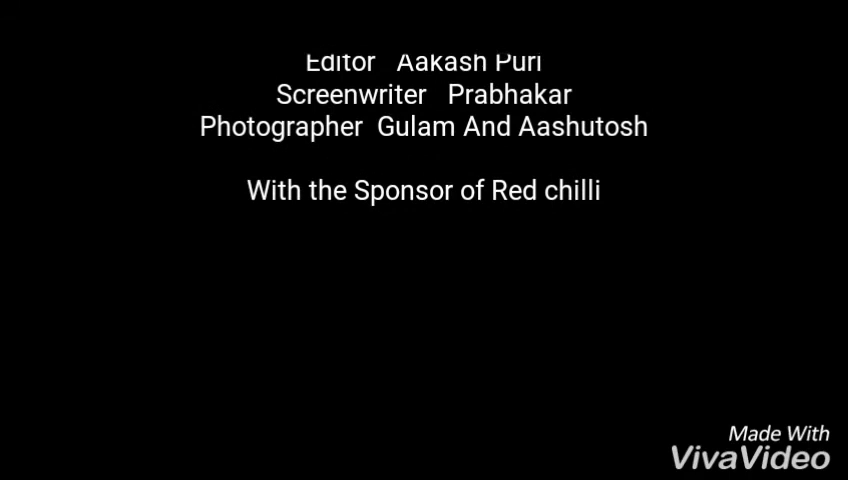 Editor Aakash Puri
Screenwriter Prabhakar
Photographer Gulam And Aashutosh
With the Sponsor of Red chilli
Made With
VivaVideo